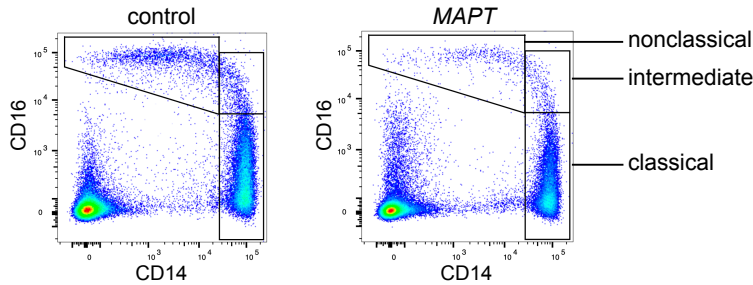 control
MAPT
nonclassical
intermediate
classical
CD16
10⁵
10⁴
10³
0
0
10³
10⁴
10⁵
CD14
CD16
10⁵
10⁴
10³
0
0
10³
10⁴
10⁵
CD14